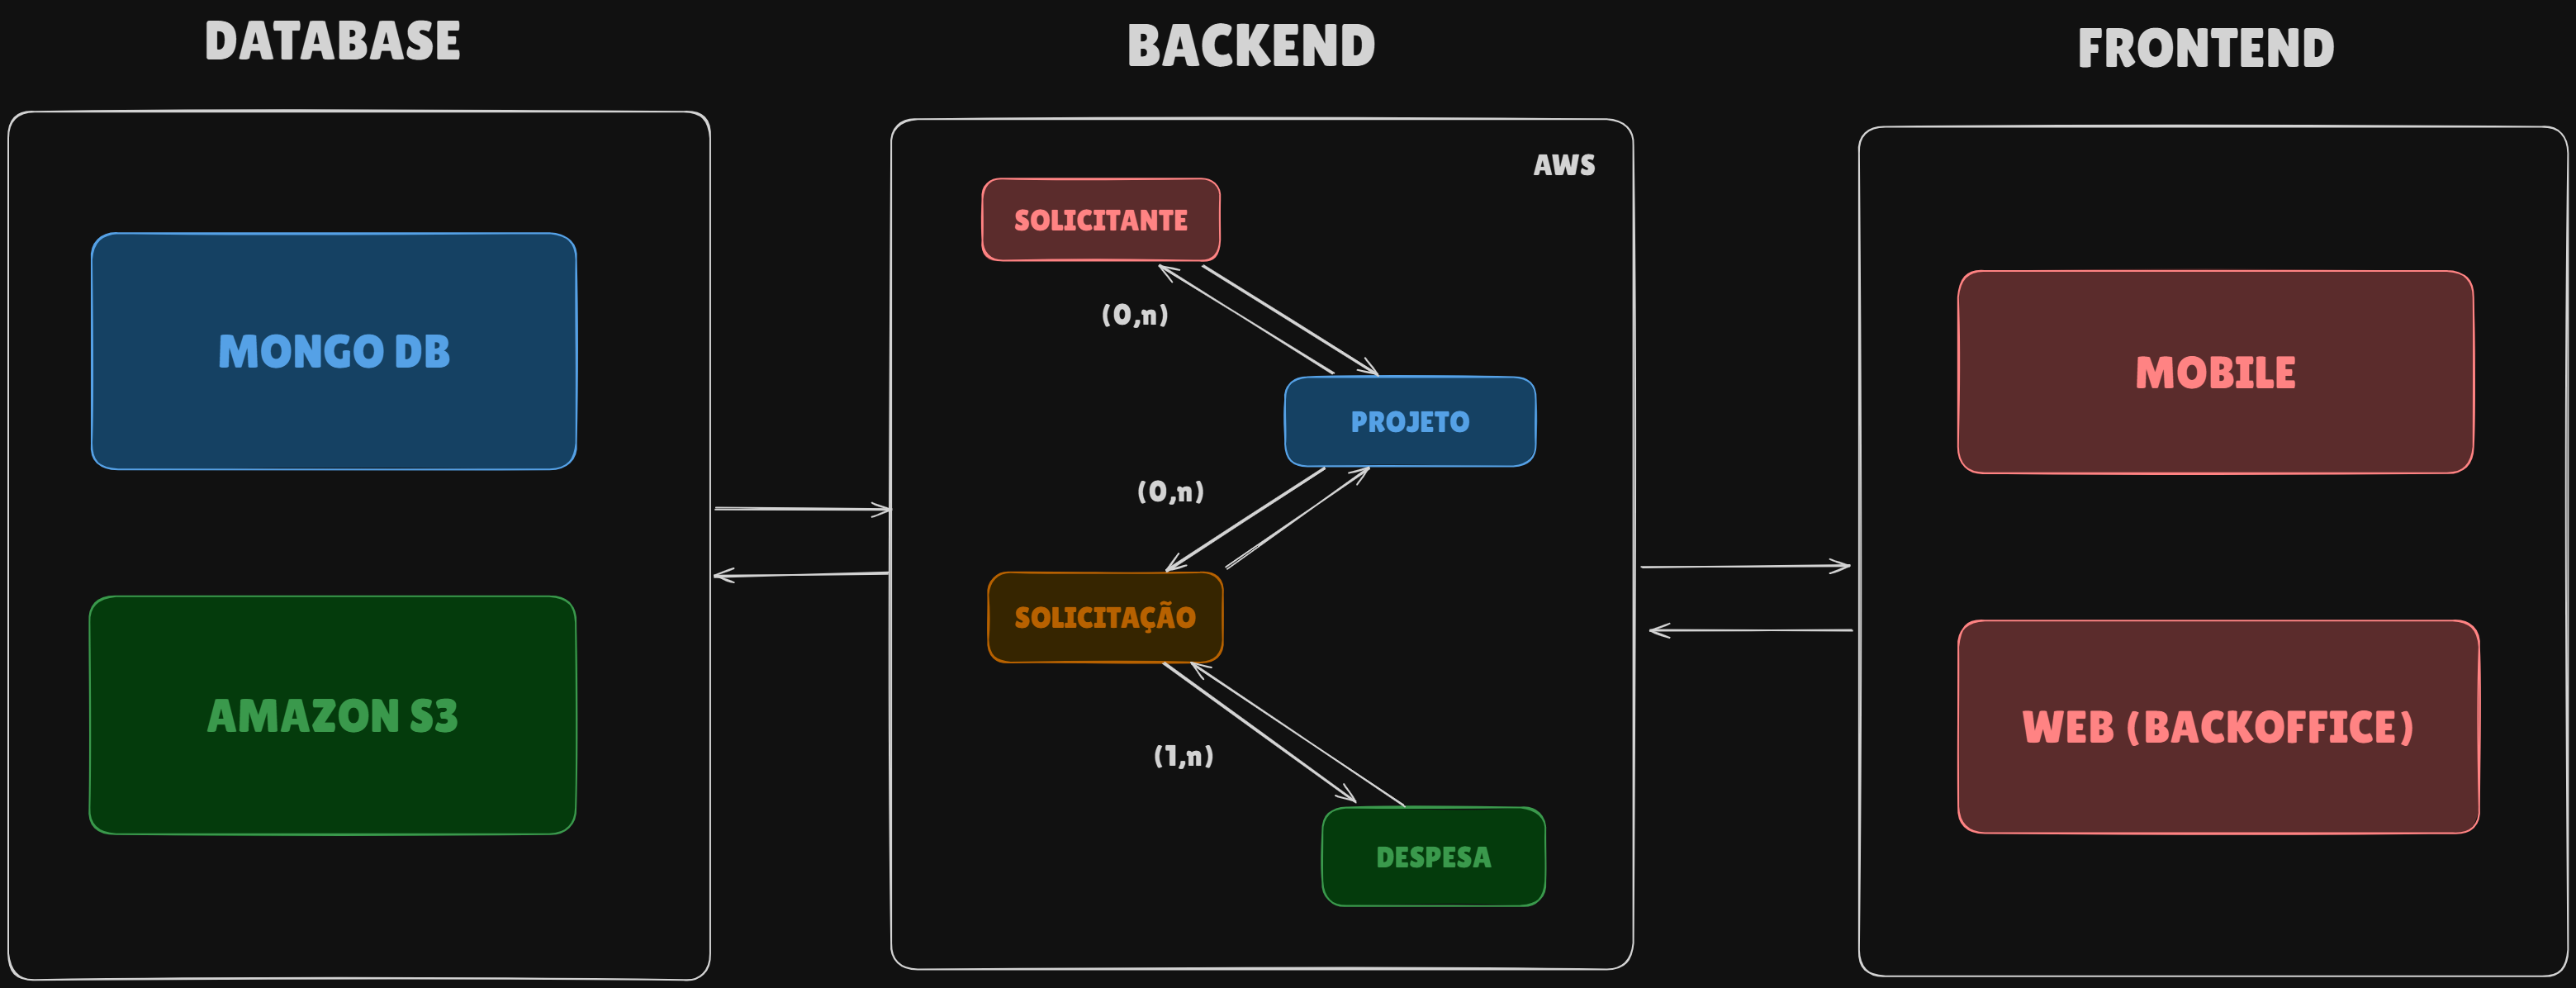 DATABASE
MONGO DB
AMAZON S3
BACKEND
AWS
SOLICITANTE
(0,n)
PROJETO
(0,n)
SOLICITAÇÃO
(1,n)
DESPESA
FRONTEND
MOBILE
WEB (BACKOFFICE)